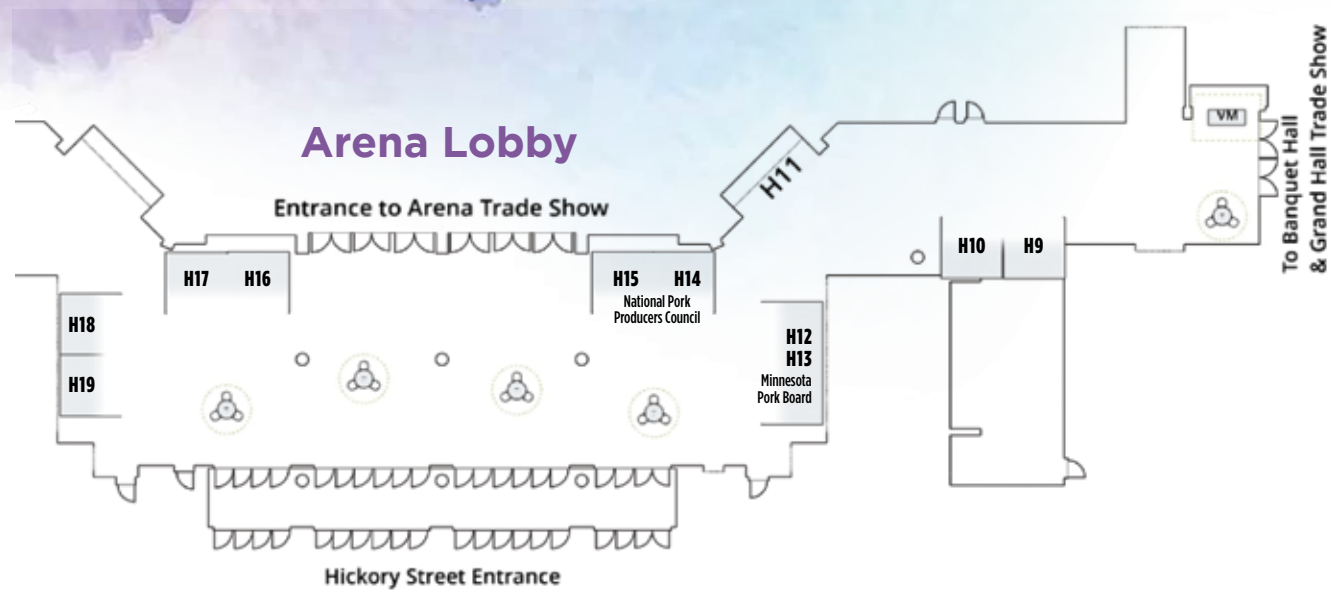 Arena Lobby
Entrance to Arena Trade Show
VM
To Banquet Hall
& Grand Hall Trade Show
H11
H10
H9
H17
H16
H15
H14
National Pork
Producers Council
H18
H19
H12
H13
Minnesota
Pork Board
Hickory Street Entrance